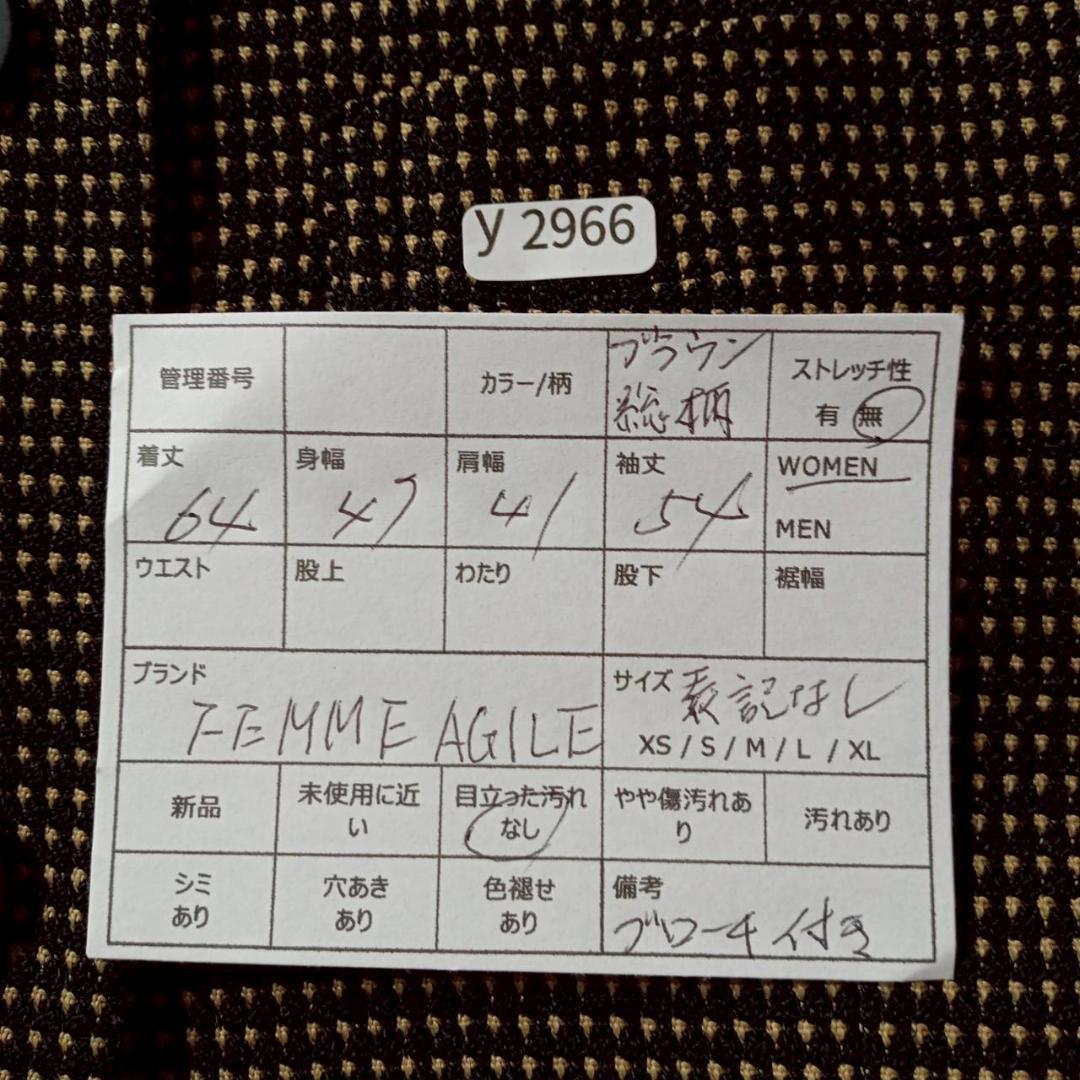 y 2966
管理番号
カラー/柄
ブラウン
総柄
ストレッチ性
有 無
着丈
64
身幅
47
肩幅
41
袖丈
54
WOMEN
MEN
ウエスト
股上
わたり
股下
裾幅
ブランド
FEMME AGILE
サイズ 表記なし
XS / S / M / L / XL
新品
未使用に近
い
目立った汚れ
なし
やや傷汚れあ
り
汚れあり
シミ
あり
穴あき
あり
色褪せ
あり
備考
ブローチ付き